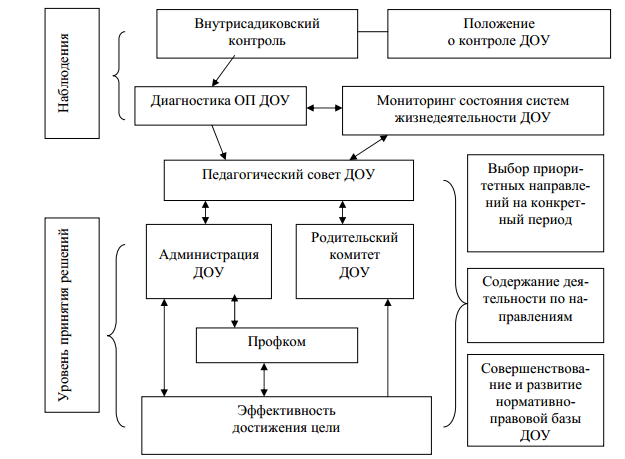 Наблюдения
Внутрисадиковский
контроль
Положение
о контроле ДОУ
Диагностика ОП ДОУ
Мониторинг состояния систем
жизнедеятельности ДОУ
Педагогический совет ДОУ
Уровень принятия решений
Администрация
ДОУ
Родительский
комитет
ДОУ
Профком
Эффективность
достижения цели
Выбор приори-
тетных направле-
ний на конкрет-
ный период
Содержание дея-
тельности по на-
правлениям
Совершенствова-
ние и развитие
нормативно-
правовой базы
ДОУ